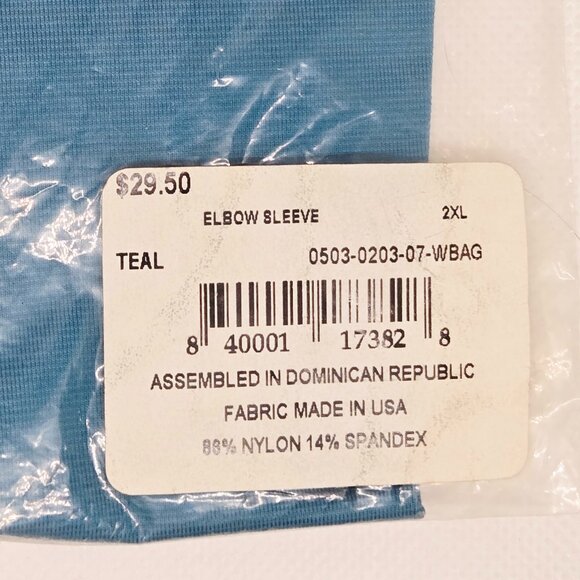 $29.50
ELBOW SLEEVE 2XL
TEAL 0503-0203-07-WBAG
8 40001 17382 8
ASSEMBLED IN DOMINICAN REPUBLIC
FABRIC MADE IN USA
86% NYLON 14% SPANDEX